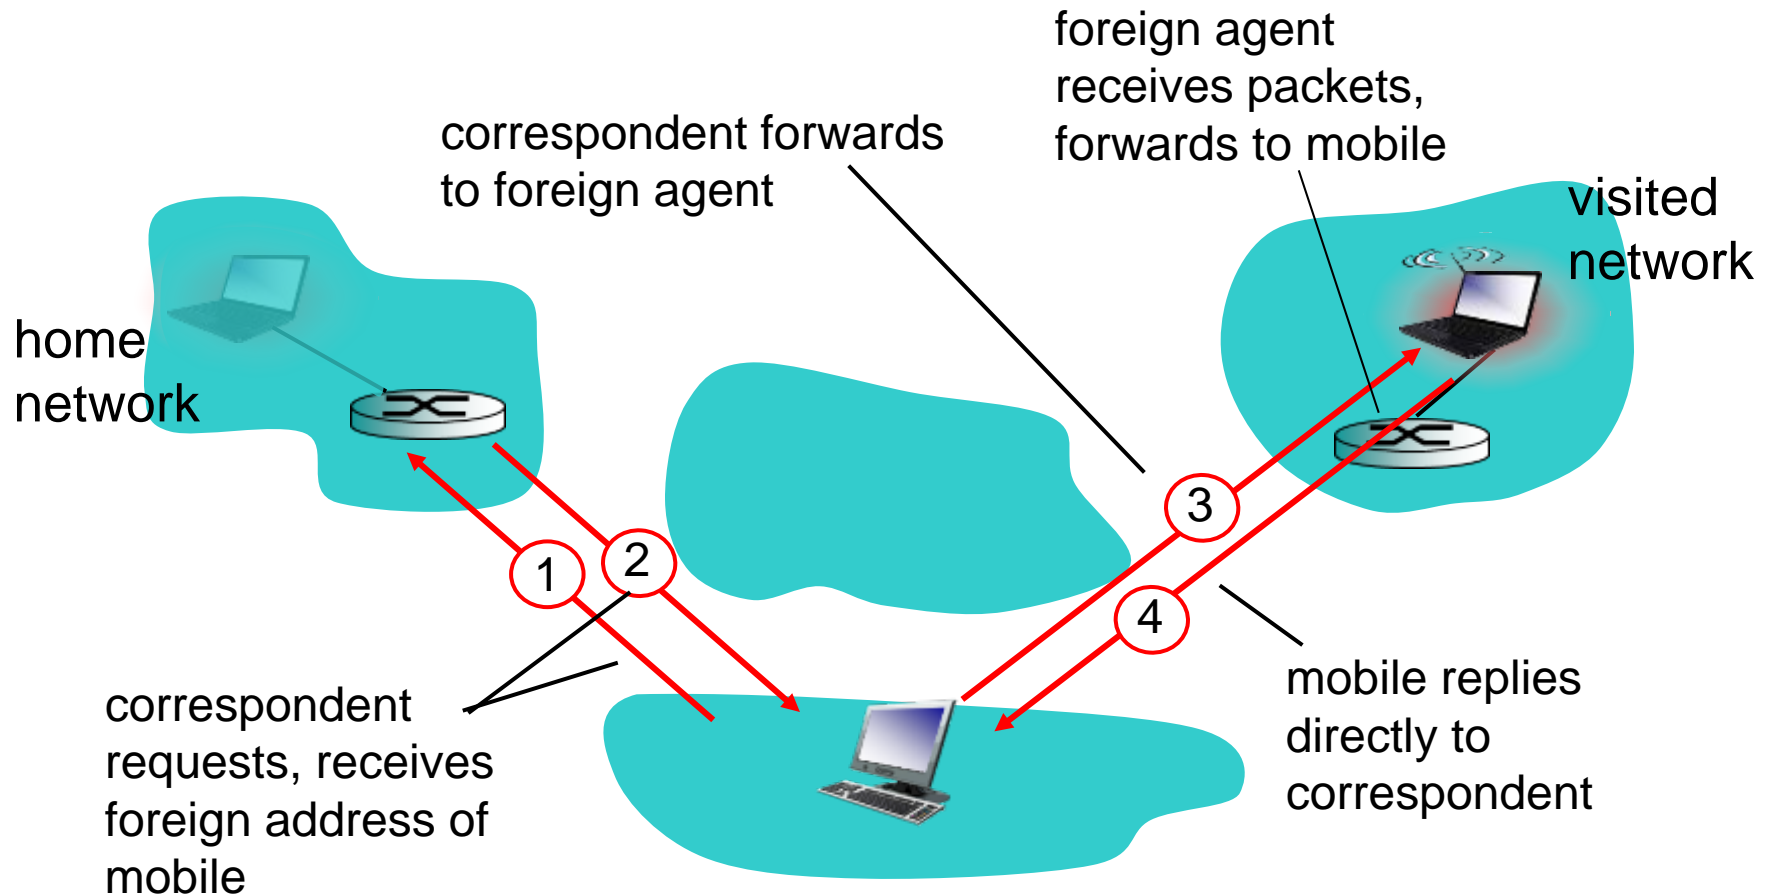 foreign agent
receives packets,
forwards to mobile
correspondent forwards
to foreign agent
visited
network
home
network
3
2
1
4
correspondent
requests, receives
foreign address of
mobile
mobile replies
directly to
correspondent